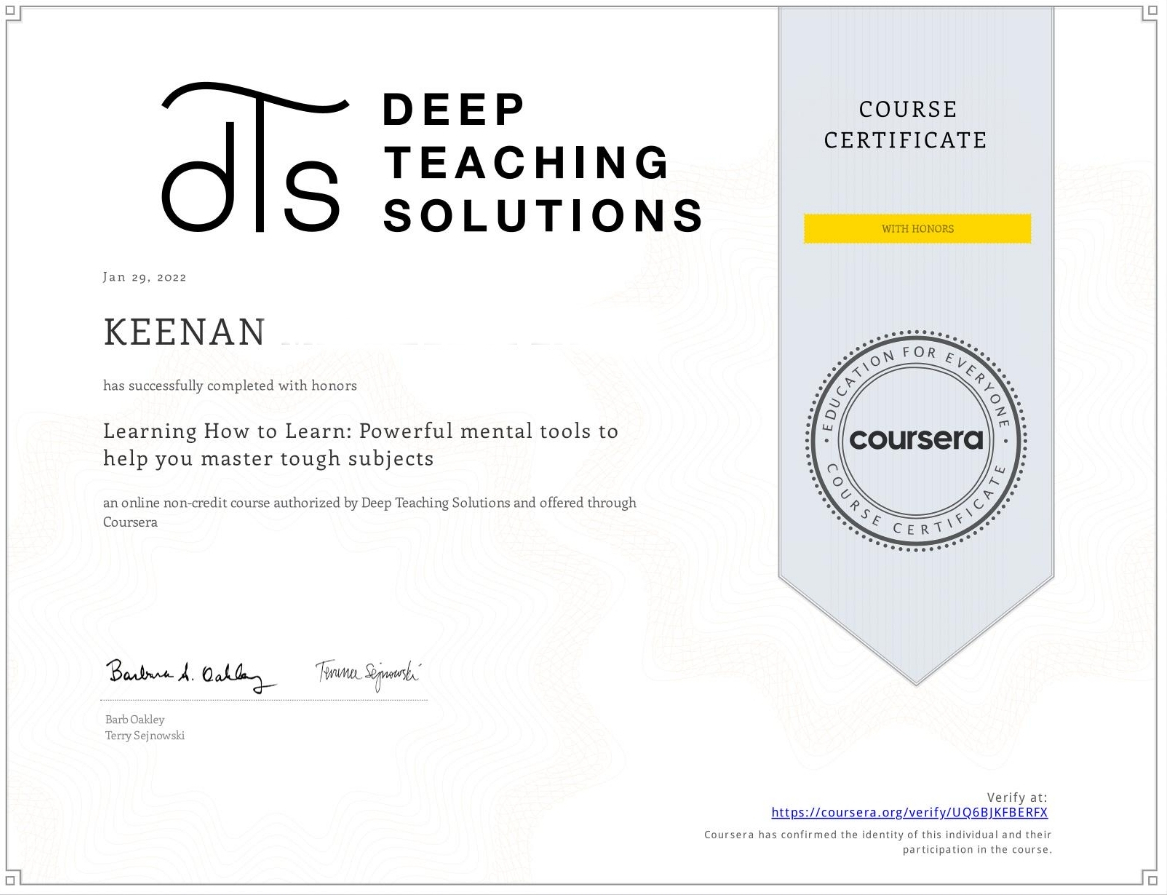 dTs
DEEP
TEACHING
SOLUTIONS
COURSE
CERTIFICATE
WITH HONORS
Jan 29, 2022
KEENAN
has successfully completed with honors
Learning How to Learn: Powerful mental tools to
help you master tough subjects
an online non-credit course authorized by Deep Teaching Solutions and offered through
Coursera
EDUCATION FOR EVERYONE
coursera
COURSE CERTIFICATE
Barbara A. Oakley
Terrence Sejnowski
Barb Oakley
Terry Sejnowski
Verify at:
https://coursera.org/verify/UQ6BJKFBERFX
Coursera has confirmed the identity of this individual and their
participation in the course.